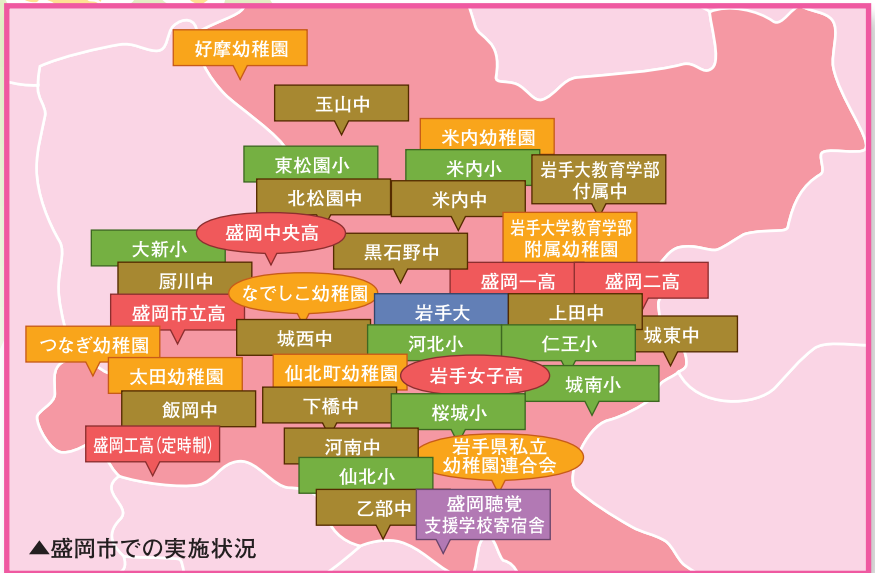 好摩幼稚園
玉山中
米内幼稚園
東松園小
米内小
岩手大教育学部
付属中
北松園中
米内中
岩手大学教育学部
附属幼稚園
盛岡中央高
大新小
黒石野中
厨川中
盛岡一高
盛岡二高
なでしこ幼稚園
盛岡市立高
岩手大
上田中
城西中
河北小
仁王小
城東中
つなぎ幼稚園
太田幼稚園
仙北町幼稚園
岩手女子高
城南小
飯岡中
下橋中
桜城小
盛岡工高(定時制)
河南中
岩手県私立
幼稚園連合会
仙北小
乙部中
盛岡聴覚
支援学校寄宿舎
▲盛岡市での実施状況